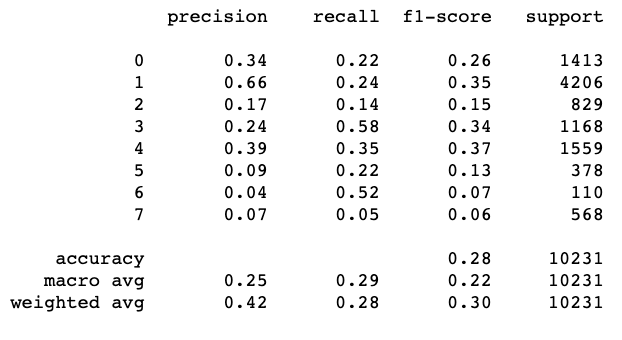 precision recall f1-score support
0 0.34 0.22 0.26 1413
1 0.66 0.24 0.35 4206
2 0.17 0.14 0.15 829
3 0.24 0.58 0.34 1168
4 0.39 0.35 0.37 1559
5 0.09 0.22 0.13 378
6 0.04 0.52 0.07 110
7 0.07 0.05 0.06 568
accuracy 0.28 10231
macro avg 0.25 0.29 0.22 10231
weighted avg 0.42 0.28 0.30 10231